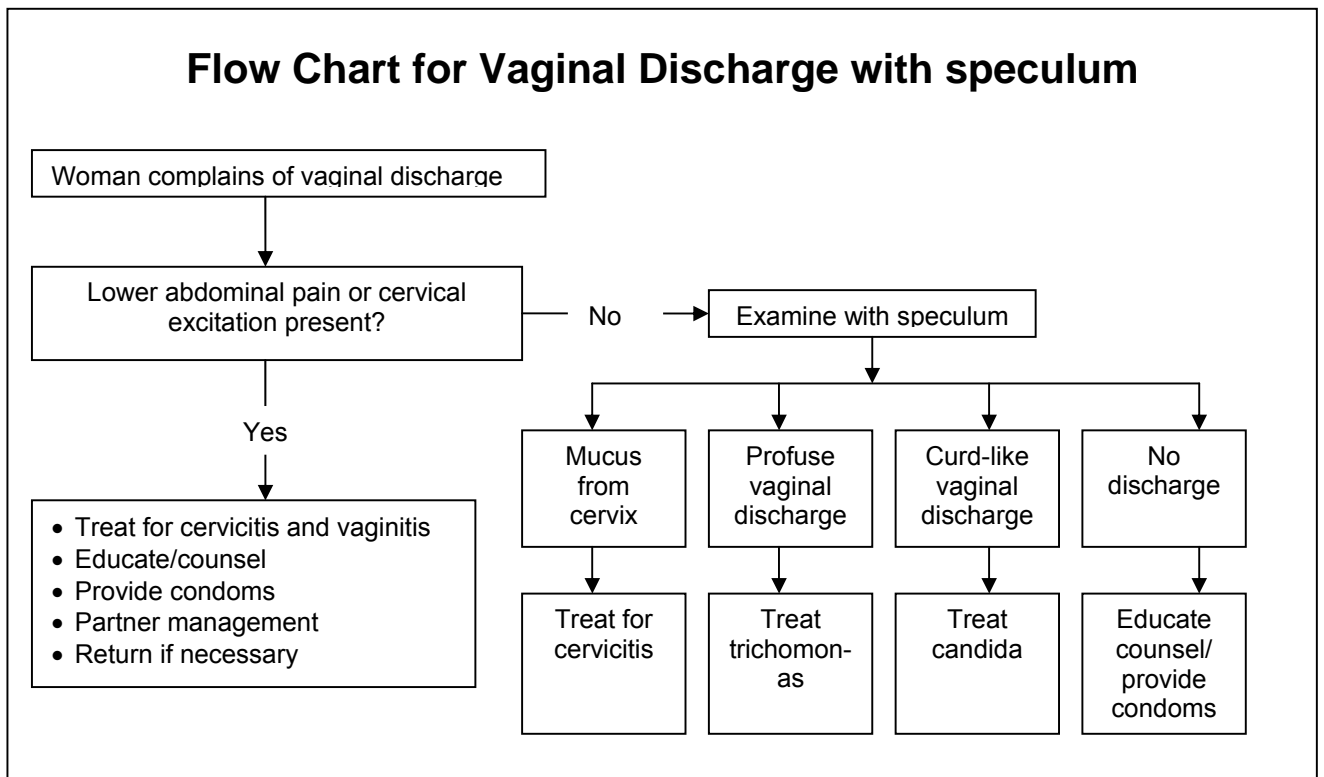 Flow Chart for Vaginal Discharge with speculum
Woman complains of vaginal discharge
Lower abdominal pain or cervical
excitation present?
No
Examine with speculum
Yes
Mucus
from
cervix
Profuse
vaginal
discharge
Curd-like
vaginal
discharge
No
discharge
• Treat for cervicitis and vaginitis
• Educate/counsel
• Provide condoms
• Partner management
• Return if necessary
Treat for
cervicitis
Treat
trichomon-
as
Treat
candida
Educate
counsel/
provide
condoms